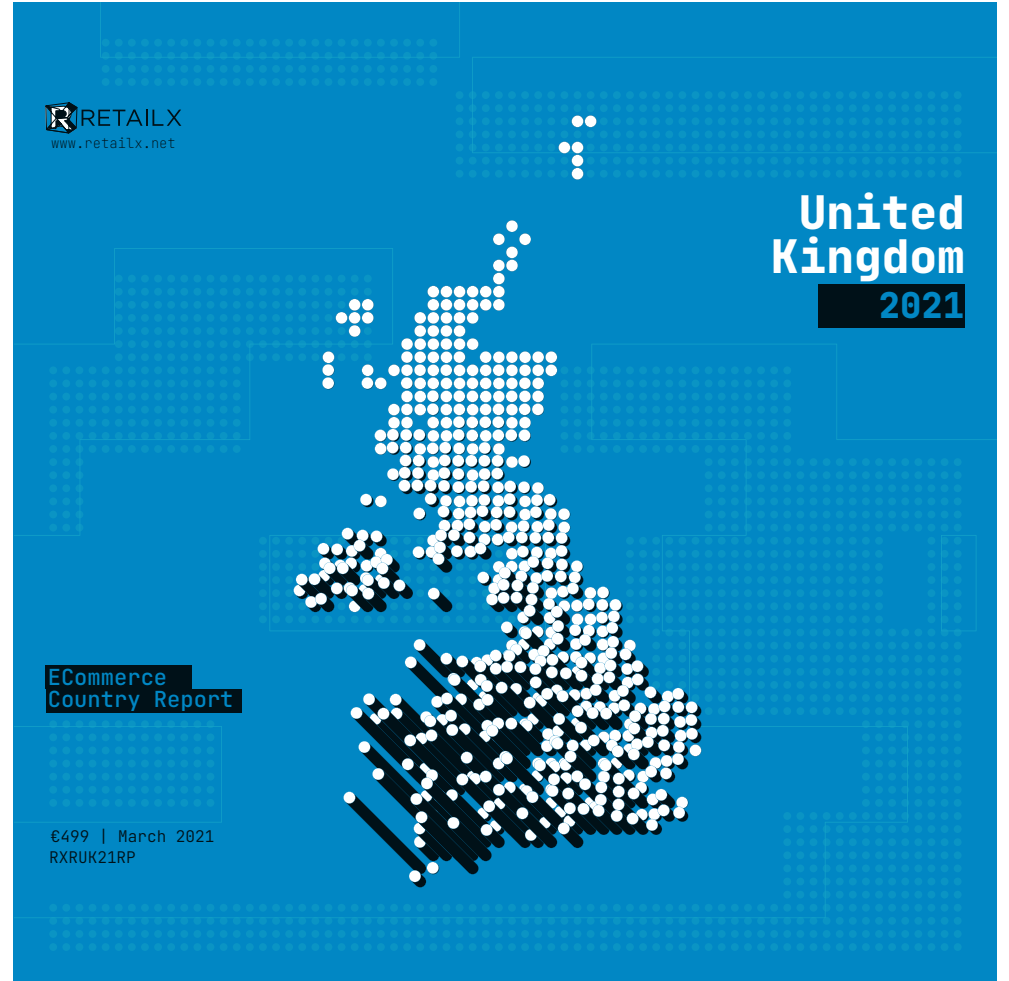 RETAILX
www.retailx.net
United
Kingdom
2021
ECommerce
Country Report
€499 | March 2021
RXRUK21RP